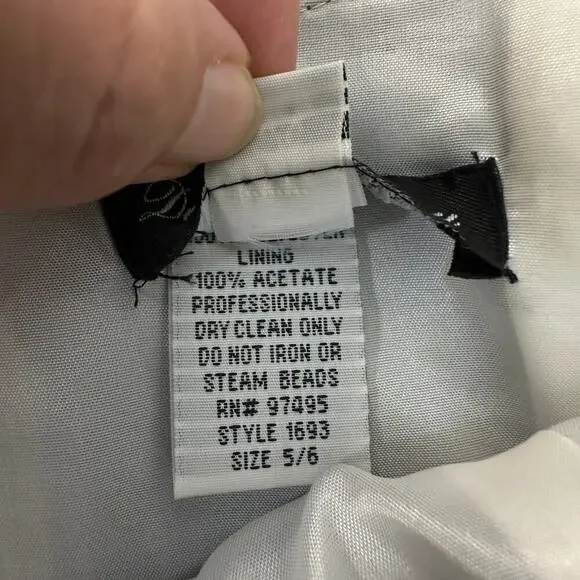 LINING
100% ACETATE
PROFESSIONALLY
DRY CLEAN ONLY
DO NOT IRON OR
STEAM BEADS
RN# 97495
STYLE 1693
SIZE 5/6